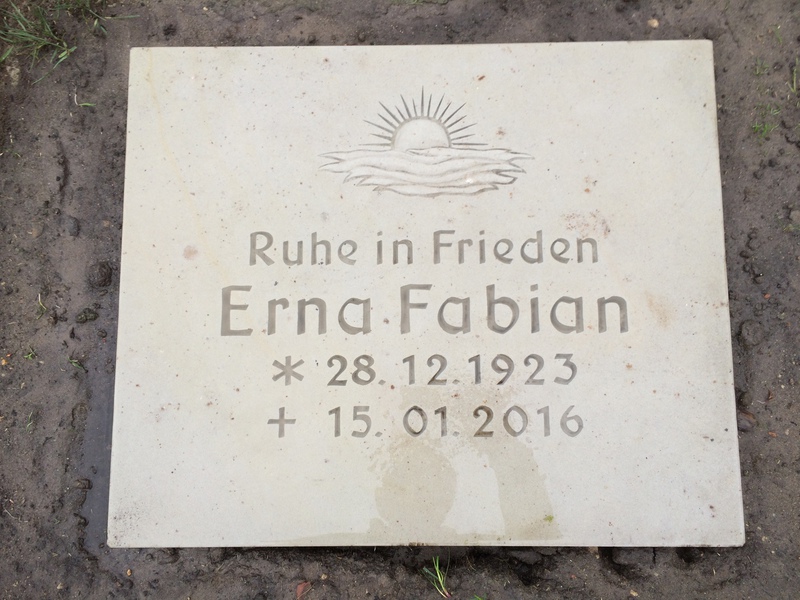 Ruhe in Frieden
Erna Fabian
* 28.12.1923
+ 15.01.2016